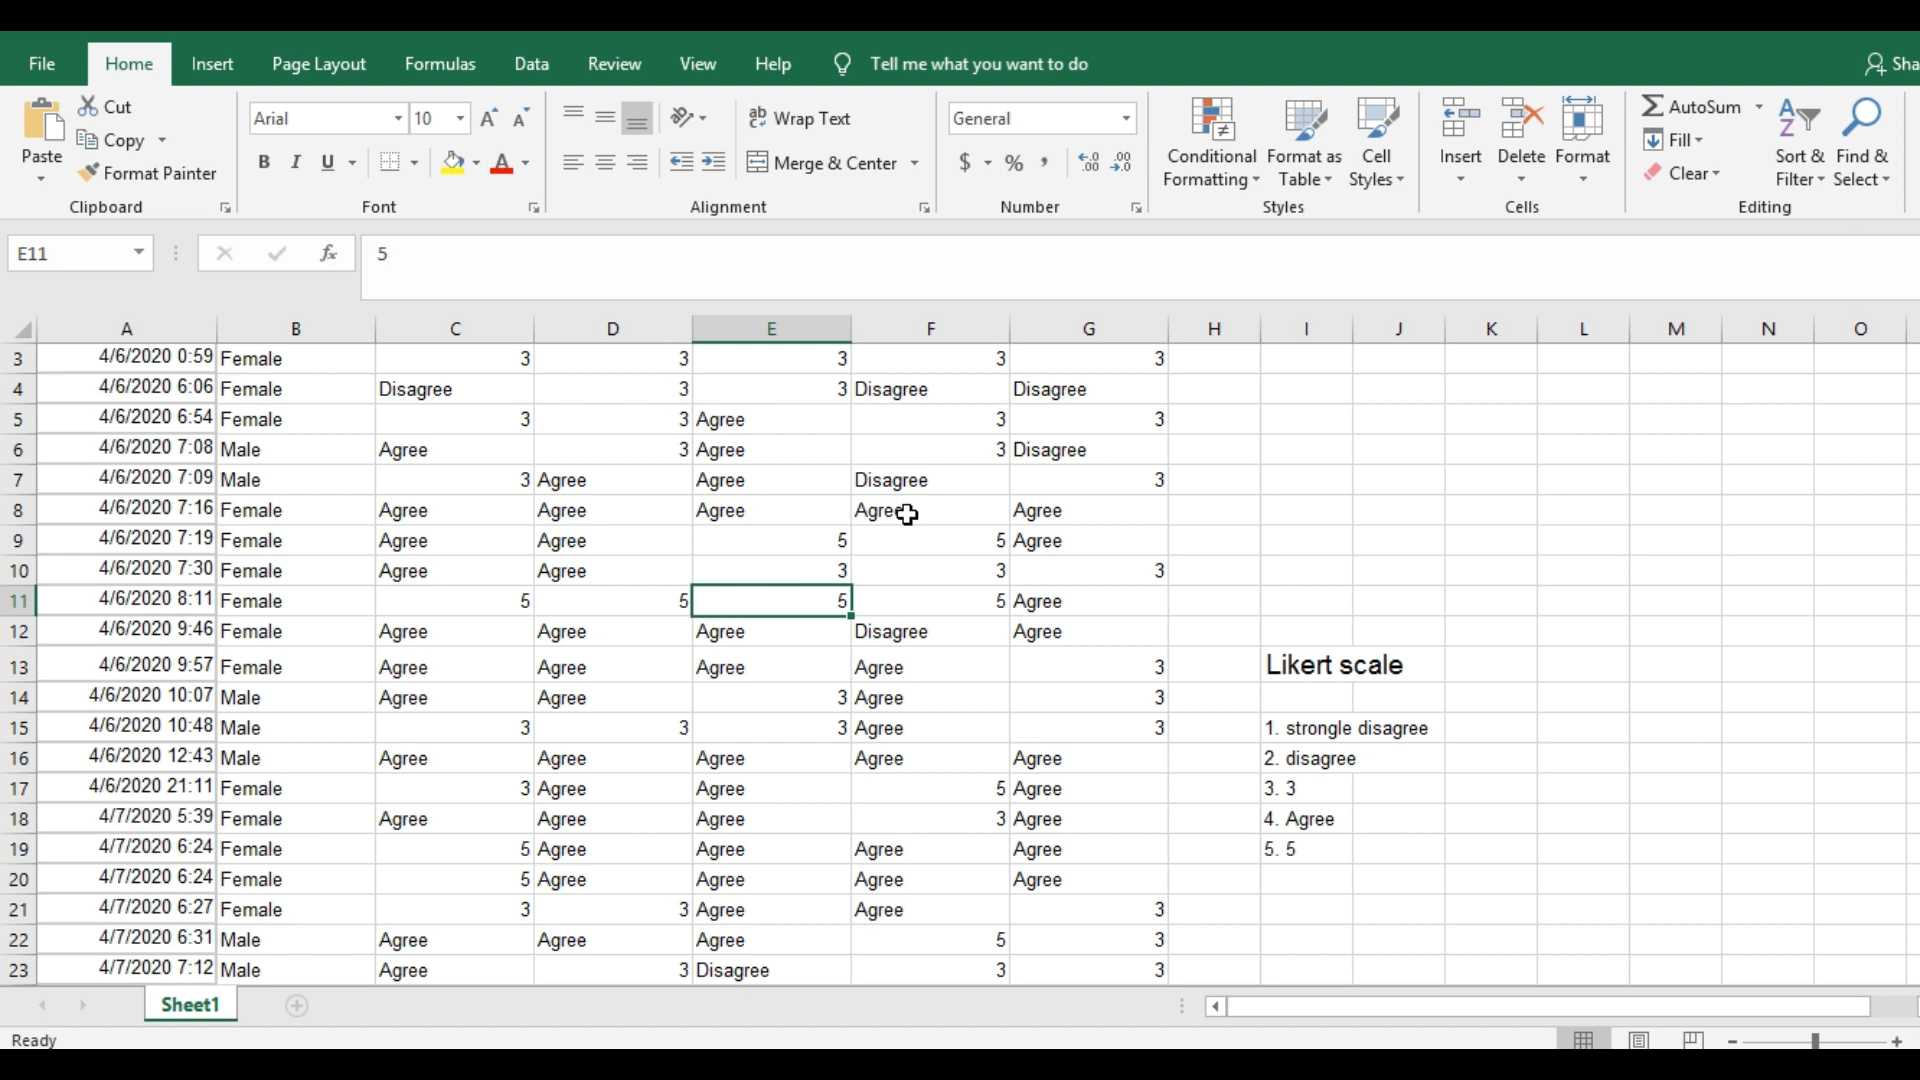 File Home Insert Page Layout Formulas Data Review View Help Tell me what you want to do Sha
Paste Cut Copy Format Painter Clipboard
Arial 10 A A B I U A Font
ab Wrap Text Merge & Center Alignment
General $ % , Number
Conditional Formatting Format as Table Cell Styles Styles
Insert Delete Format Cells
AutoSum Fill Clear Sort & Filter Find & Select Editing
E11 fx 5
A B C D E F G H I J K L M N O
3 4/6/2020 0:59 Female 3 3 3 3 3
4 4/6/2020 6:06 Female Disagree 3 3 Disagree Disagree
5 4/6/2020 6:54 Female 3 3 Agree 3 3
6 4/6/2020 7:08 Male Agree 3 Agree 3 Disagree
7 4/6/2020 7:09 Male 3 Agree Agree Disagree 3
8 4/6/2020 7:16 Female Agree Agree Agree Agree Agree
9 4/6/2020 7:19 Female Agree Agree 5 5 Agree
10 4/6/2020 7:30 Female Agree Agree 3 3 3
11 4/6/2020 8:11 Female 5 5 5 5 Agree
12 4/6/2020 9:46 Female Agree Agree Agree Disagree Agree
13 4/6/2020 9:57 Female Agree Agree Agree Agree 3 Likert scale
14 4/6/2020 10:07 Male Agree Agree 3 Agree 3
15 4/6/2020 10:48 Male 3 3 3 Agree 3 1. strongle disagree
16 4/6/2020 12:43 Male Agree Agree Agree Agree Agree 2. disagree
17 4/6/2020 21:11 Female 3 Agree Agree 5 Agree 3. 3
18 4/7/2020 5:39 Female Agree Agree Agree 3 Agree 4. Agree
19 4/7/2020 6:24 Female 5 Agree Agree Agree Agree 5. 5
20 4/7/2020 6:24 Female 5 Agree Agree Agree Agree
21 4/7/2020 6:27 Female 3 3 Agree Agree 3
22 4/7/2020 6:31 Male Agree Agree Agree 5 3
23 4/7/2020 7:12 Male Agree 3 Disagree 3 3
Sheet1
Ready